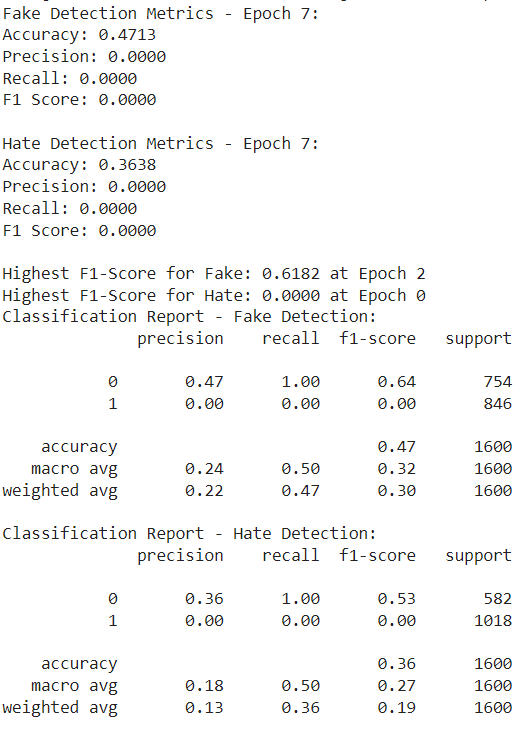 Fake Detection Metrics - Epoch 7:
Accuracy: 0.4713
Precision: 0.0000
Recall: 0.0000
F1 Score: 0.0000
Hate Detection Metrics - Epoch 7:
Accuracy: 0.3638
Precision: 0.0000
Recall: 0.0000
F1 Score: 0.0000
Highest F1-Score for Fake: 0.6182 at Epoch 2
Highest F1-Score for Hate: 0.0000 at Epoch 0
Classification Report - Fake Detection:
precision recall f1-score support
0 0.47 1.00 0.64 754
1 0.00 0.00 0.00 846
accuracy 0.47 1600
macro avg 0.24 0.50 0.32 1600
weighted avg 0.22 0.47 0.30 1600
Classification Report - Hate Detection:
precision recall f1-score support
0 0.36 1.00 0.53 582
1 0.00 0.00 0.00 1018
accuracy 0.36 1600
macro avg 0.18 0.50 0.27 1600
weighted avg 0.13 0.36 0.19 1600